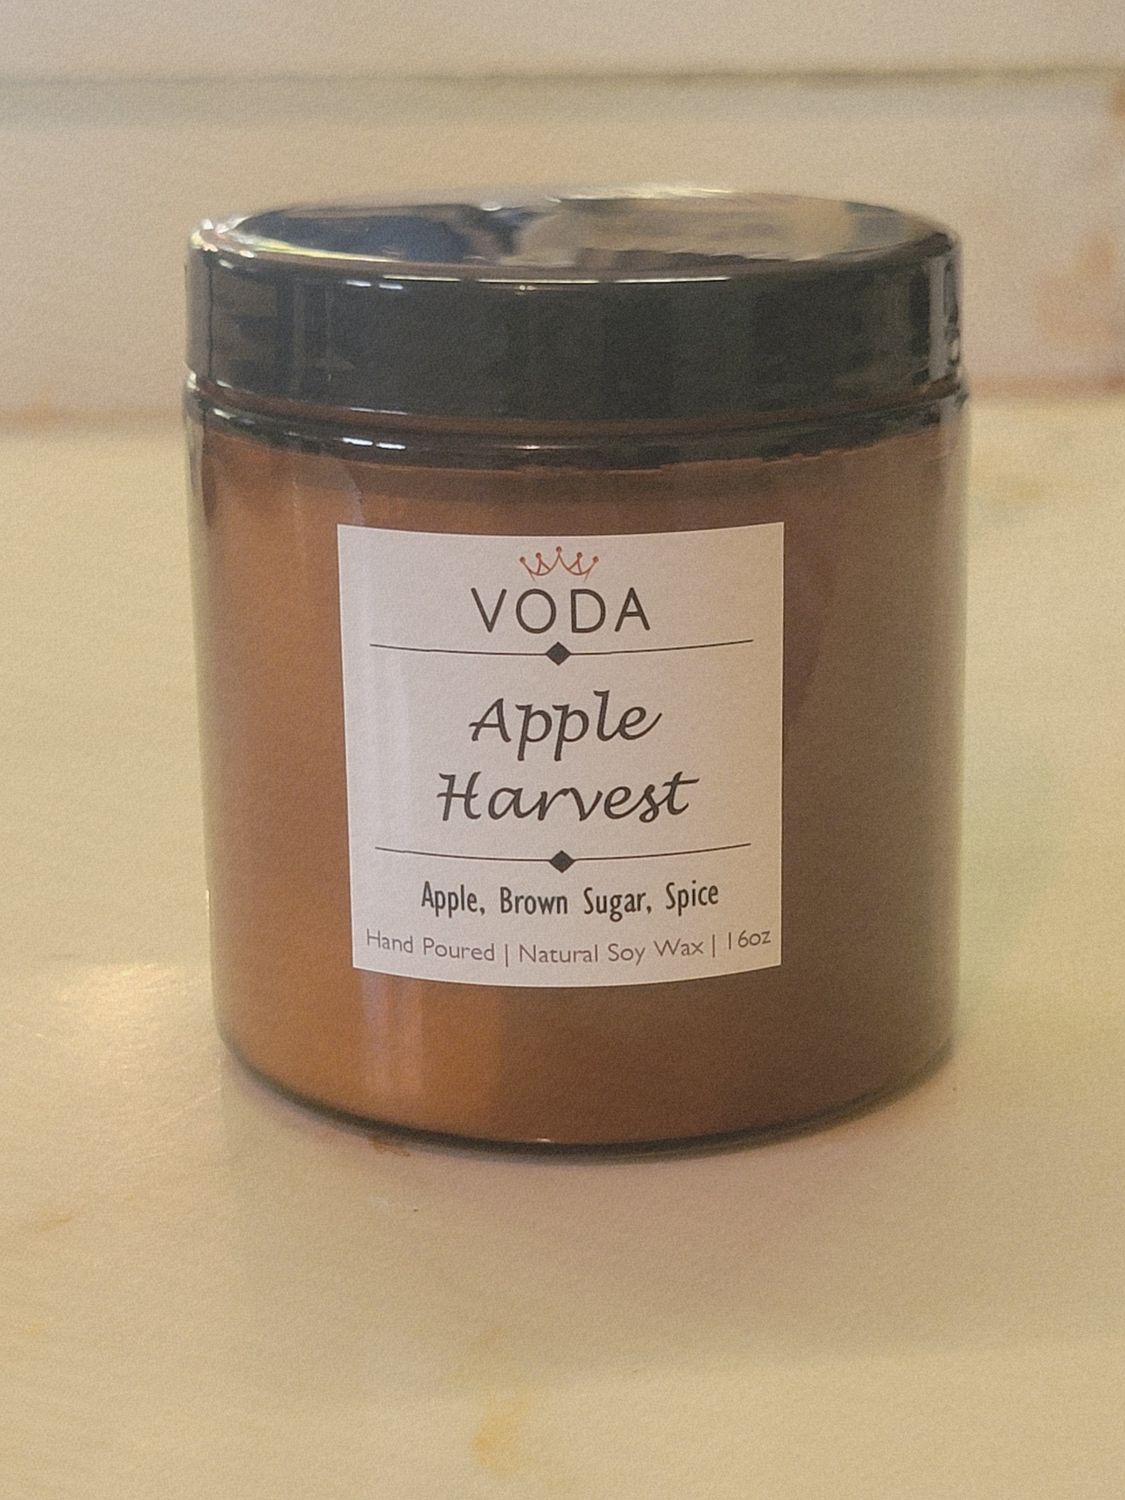 VODA
Apple
Harvest
Apple, Brown Sugar, Spice
Hand Poured | Natural Soy Wax | 16oz